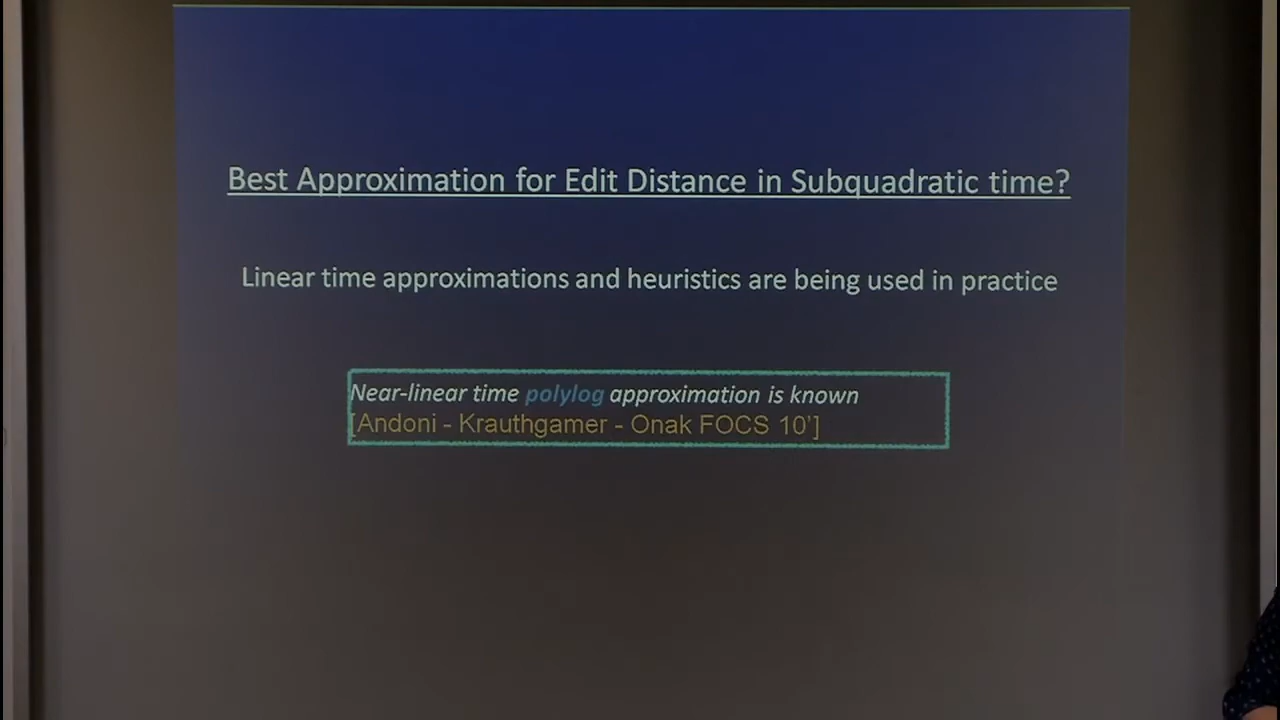 Best Approximation for Edit Distance in Subquadratic time?
Linear time approximations and heuristics are being used in practice
Near-linear time polylog approximation is known
[Andoni - Krauthgamer - Onak FOCS 10']